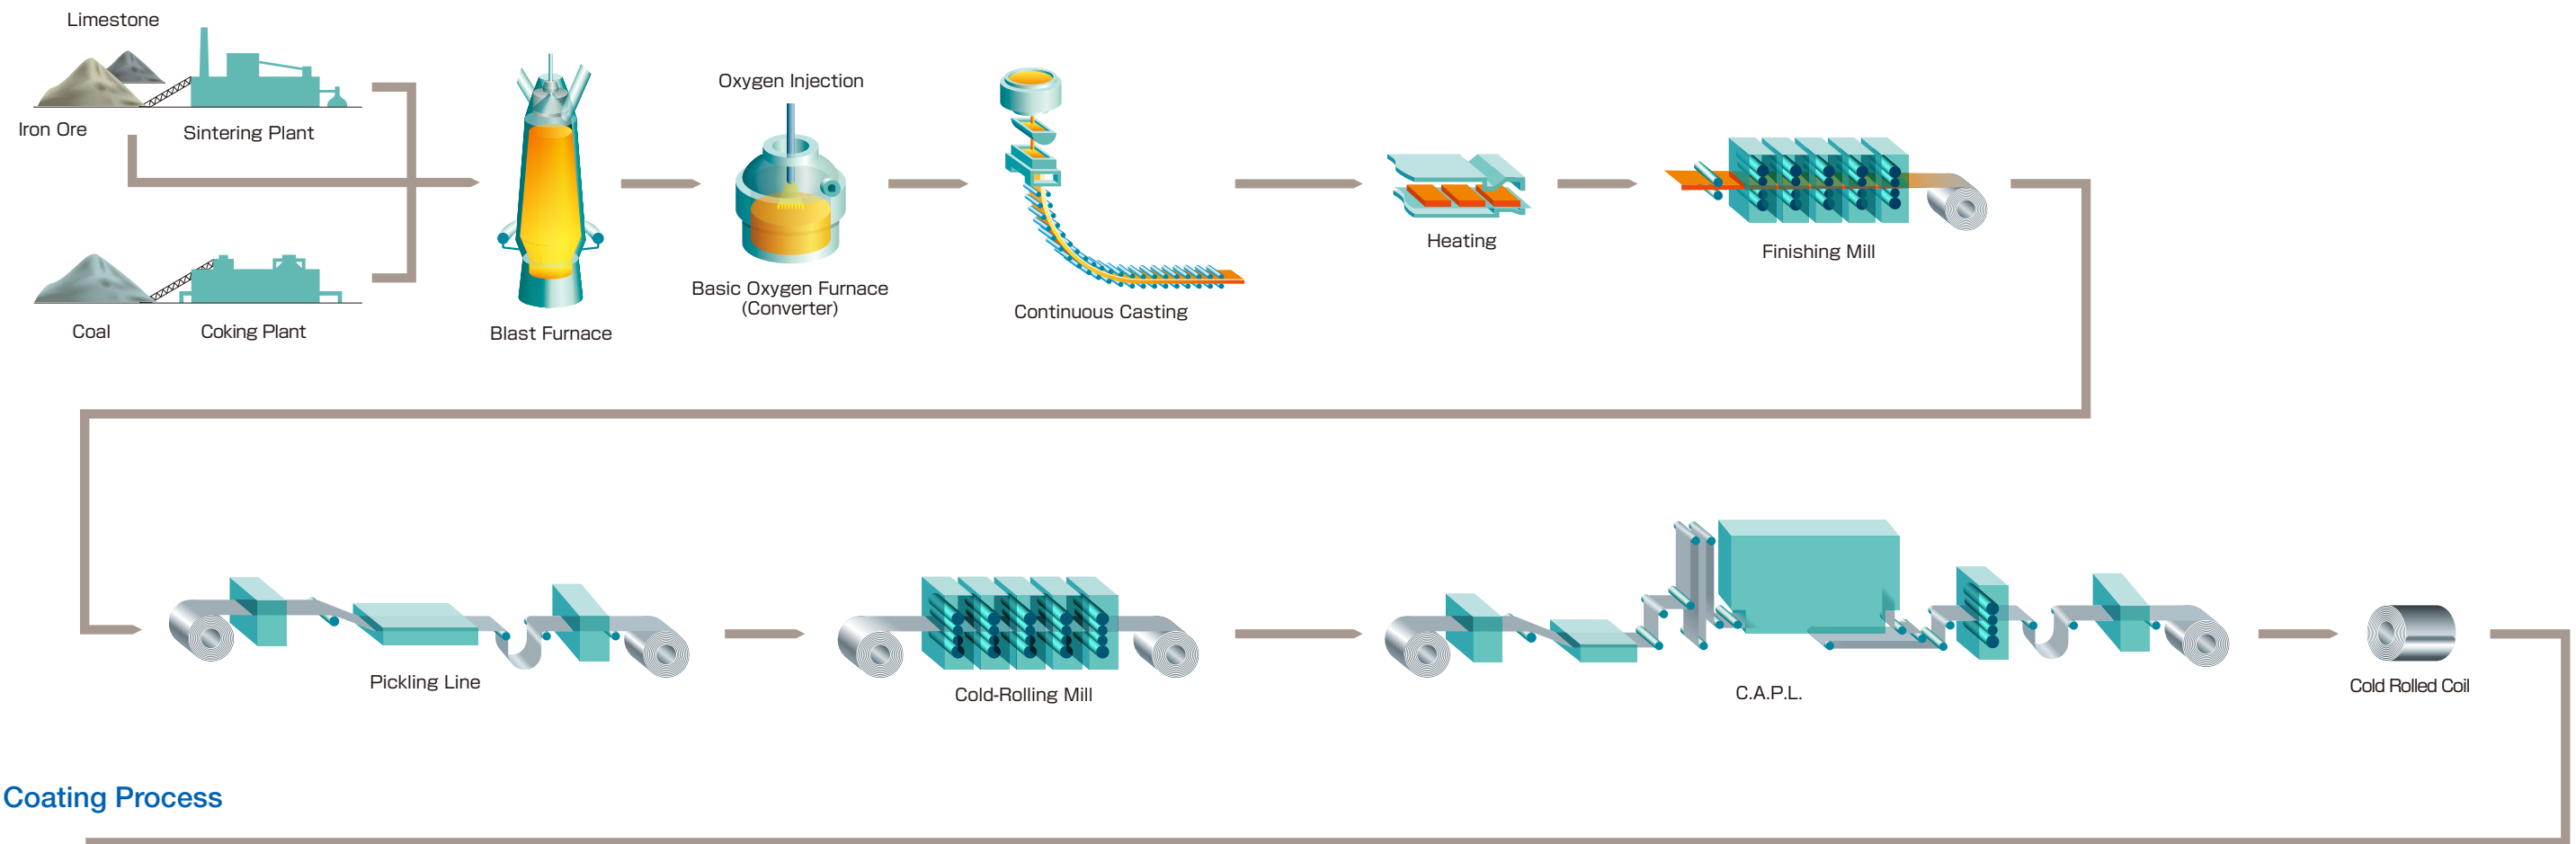 Limestone
Iron Ore
Sintering Plant
Coal
Coking Plant
Blast Furnace
Oxygen Injection
Basic Oxygen Furnace
(Converter)
Continuous Casting
Heating
Finishing Mill
Pickling Line
Cold-Rolling Mill
C.A.P.L.
Cold Rolled Coil
Coating Process